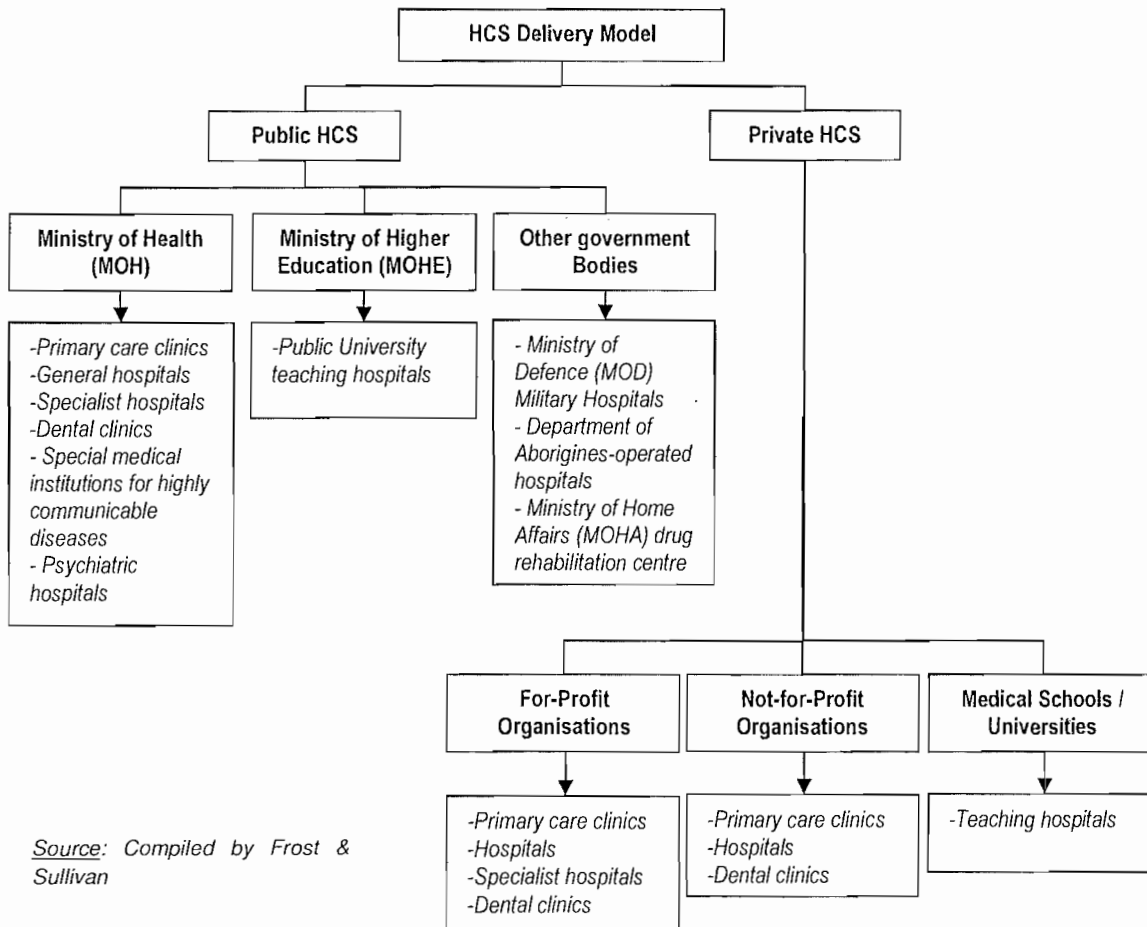 HCS Delivery Model
Public HCS
Private HCS
Ministry of Health
(MOH)
Ministry of Higher
Education (MOHE)
Other government
Bodies
-Primary care clinics
-General hospitals
-Specialist hospitals
-Dental clinics
- Special medical
institutions for highly
communicable
diseases
- Psychiatric
hospitals
-Public University
teaching hospitals
- Ministry of
Defence (MOD)
Military Hospitals
- Department of
Aborigines-operated
hospitals
- Ministry of Home
Affairs (MOHA) drug
rehabilitation centre
For-Profit
Organisations
Not-for-Profit
Organisations
Medical Schools /
Universities
-Primary care clinics
-Hospitals
-Specialist hospitals
-Dental clinics
-Primary care clinics
-Hospitals
-Dental clinics
-Teaching hospitals
Source: Compiled by Frost &
Sullivan